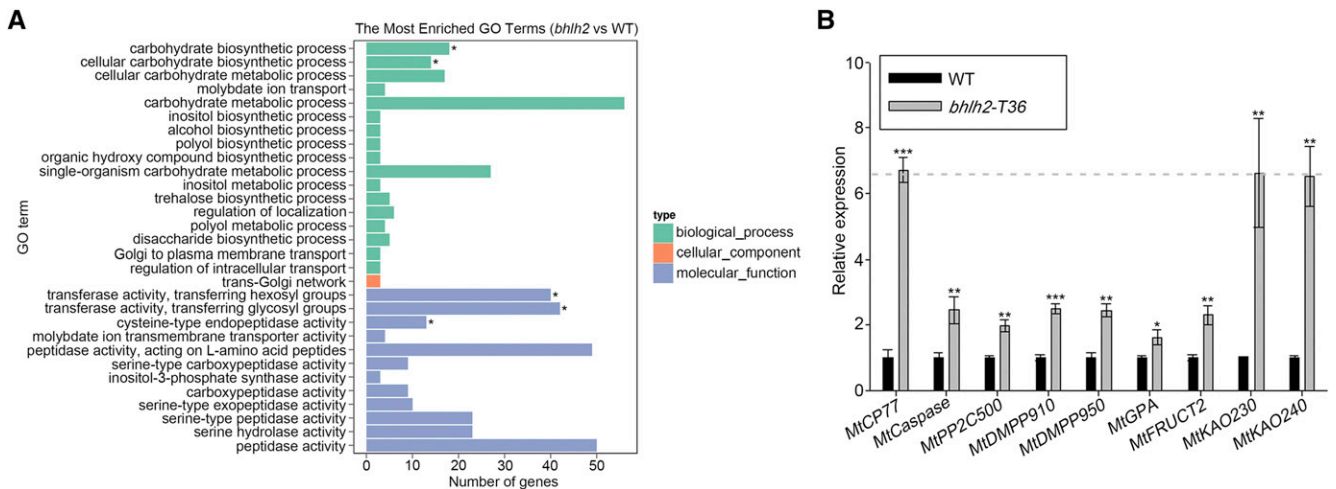 A
The Most Enriched GO Terms (bhlh2 vs WT)
GO term
carbohydrate biosynthetic process
*
cellular carbohydrate biosynthetic process
*
cellular carbohydrate metabolic process
molybdate ion transport
carbohydrate metabolic process
inositol biosynthetic process
alcohol biosynthetic process
polyol biosynthetic process
organic hydroxy compound biosynthetic process
single-organism carbohydrate metabolic process
inositol metabolic process
trehalose biosynthetic process
regulation of localization
polyol metabolic process
disaccharide biosynthetic process
Golgi to plasma membrane transport
regulation of intracellular transport
trans-Golgi network
transferase activity, transferring hexosyl groups
*
transferase activity, transferring glycosyl groups
*
cysteine-type endopeptidase activity
*
molybdate ion transmembrane transporter activity
peptidase activity, acting on L-amino acid peptides
serine-type carboxypeptidase activity
inositol-3-phosphate synthase activity
carboxypeptidase activity
serine-type exopeptidase activity
serine-type peptidase activity
serine hydrolase activity
peptidase activity
0 10 20 30 40 50
Number of genes
type
biological_process
cellular_component
molecular_function
B
WT
bhlh2-T36
Relative expression
10
8
6
4
2
0
*** ** ** *** ** * ** ** **
MtCP77 MtCaspase MtPP2C500 MtDMPP910 MtDMPP950 MtGPA MtFRUCT2 MtKAO230 MtKAO240